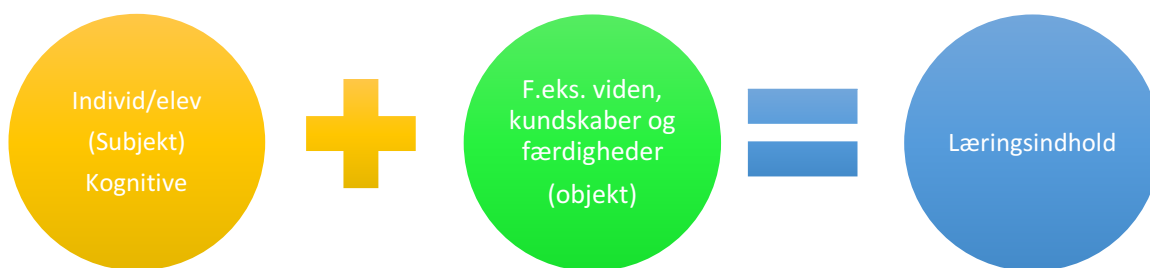 Individ/elev
(Subjekt)
Kognitive
F.eks. viden,
kundskaber og
færdigheder
(objekt)
Læringsindhold